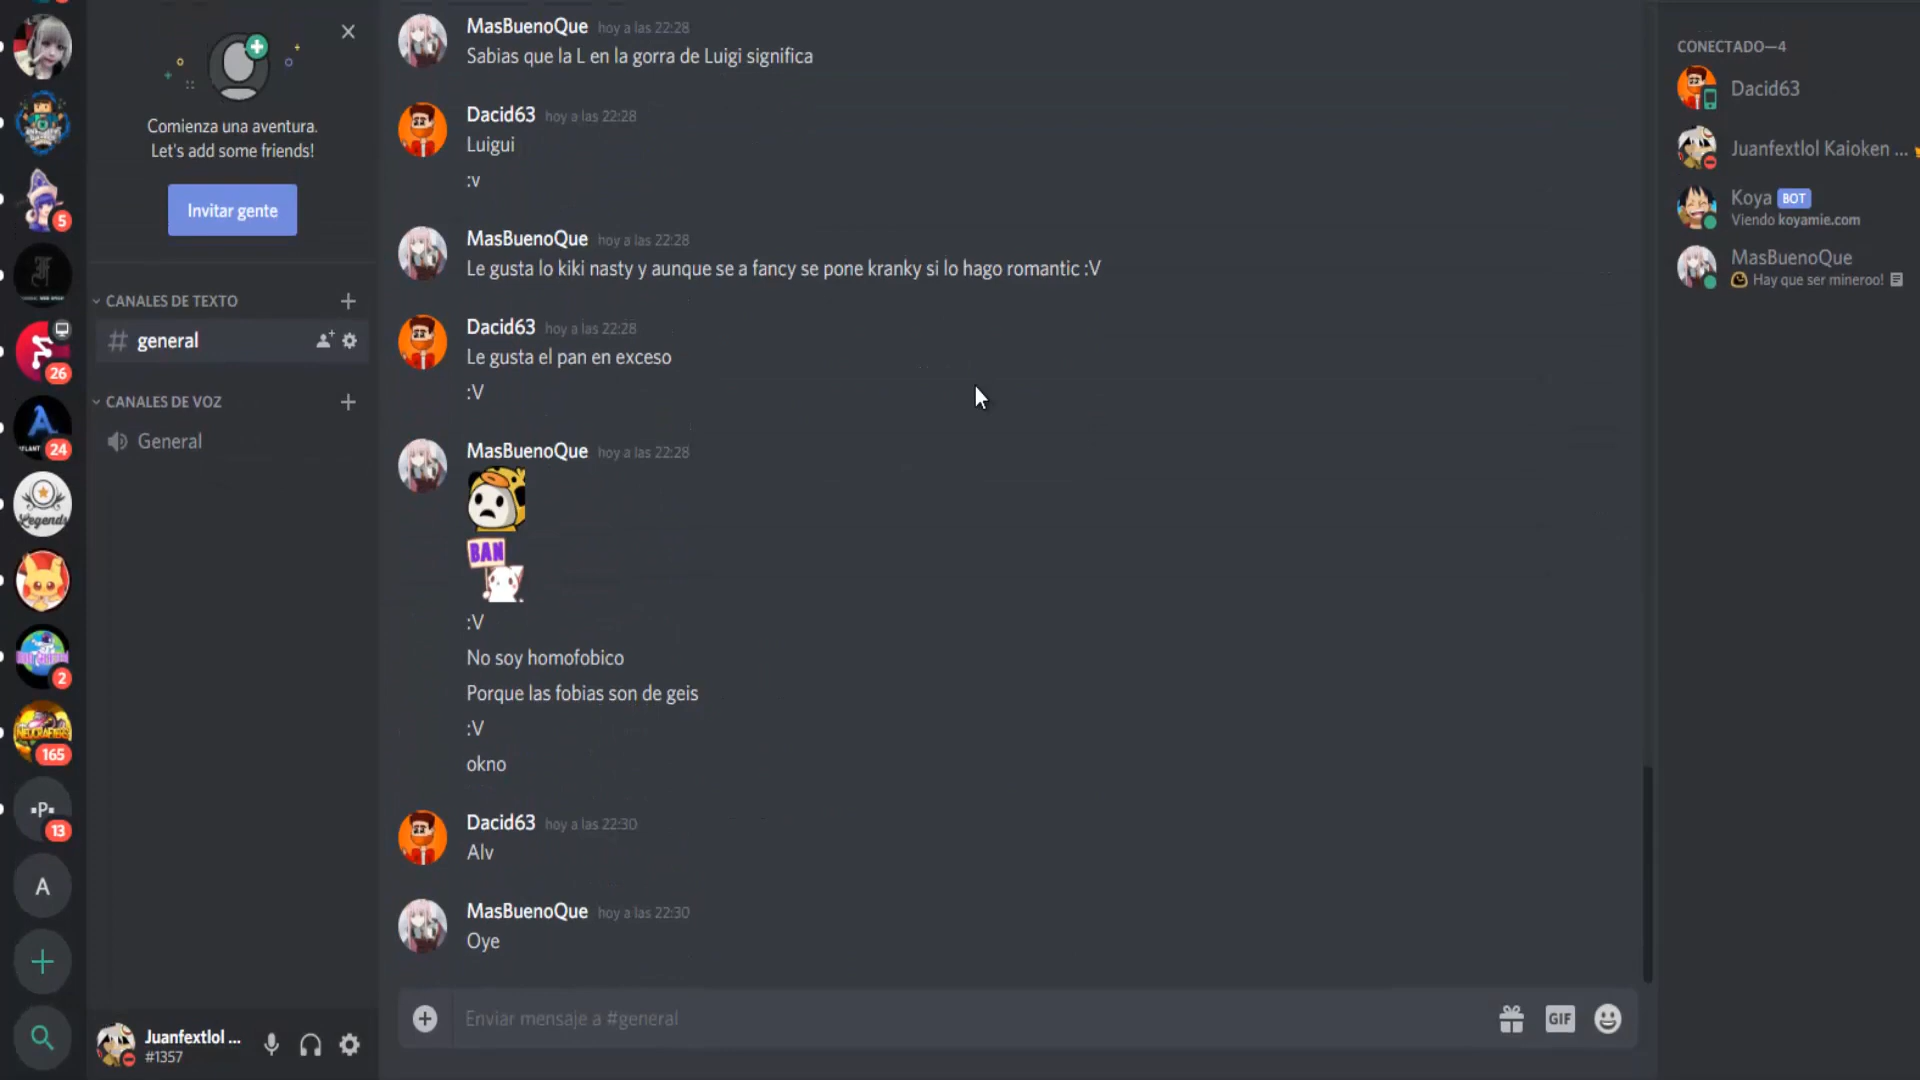 Comienza una aventura.
Let's add some friends!
Invitar gente
CANALES DE TEXTO
# general
CANALES DE VOZ
General
5
26
24
Legends
2
165
▪P▪
13
A
Juanfextlol ...
#1357
MasBuenoQue hoy a las 22:28
Sabias que la L en la gorra de Luigi significa
Dacid63 hoy a las 22:28
Luigui
:v
MasBuenoQue hoy a las 22:28
Le gusta lo kiki nasty y aunque se a fancy se pone kranky si lo hago romantic :V
Dacid63 hoy a las 22:28
Le gusta el pan en exceso
:V
MasBuenoQue hoy a las 22:28
BAN
:V
No soy homofobico
Porque las fobias son de geis
:V
okno
Dacid63 hoy a las 22:30
Alv
MasBuenoQue hoy a las 22:30
Oye
Enviar mensaje a #general
GIF
CONECTADO—4
Dacid63
Juanfextlol Kaioken ...
Koya BOT
Viendo koyamie.com
MasBuenoQue
Hay que ser mineroo!